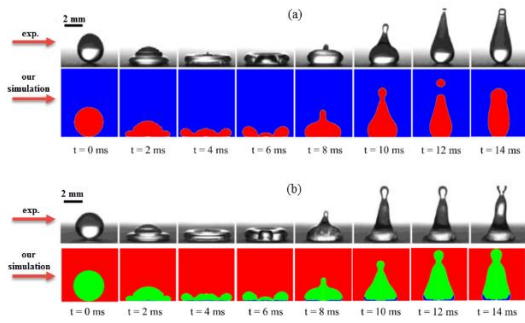 (a)
2 mm
exp.
our
simulation
t = 0 ms t = 2 ms t = 4 ms t = 6 ms t = 8 ms t = 10 ms t = 12 ms t = 14 ms
(b)
2 mm
exp.
our
simulation
t = 0 ms t = 2 ms t = 4 ms t = 6 ms t = 8 ms t = 10 ms t = 12 ms t = 14 ms